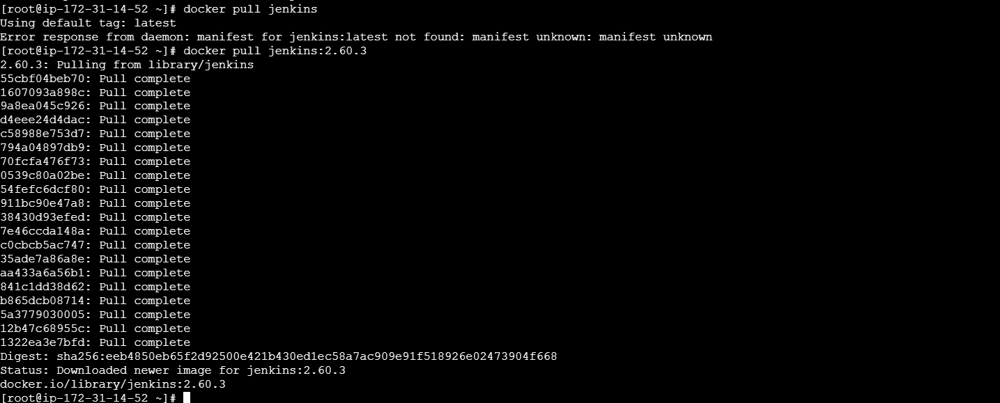 [root@ip-172-31-14-52 ~]# docker pull jenkins
Using default tag: latest
Error response from daemon: manifest for jenkins:latest not found: manifest unknown: manifest unknown
[root@ip-172-31-14-52 ~]# docker pull jenkins:2.60.3
2.60.3: Pulling from library/jenkins
55cbf04beb70: Pull complete
1607093a898c: Pull complete
9a8ea045c926: Pull complete
d4eee24d4dac: Pull complete
c58988e753d7: Pull complete
794a04897db9: Pull complete
70fcfa476f73: Pull complete
0539c80a02be: Pull complete
54fefc6dcf80: Pull complete
911bc90e47a8: Pull complete
38430d93efed: Pull complete
7e46ccda148a: Pull complete
c0cbcb5ac747: Pull complete
35ade7a86a8e: Pull complete
aa433a6a56b1: Pull complete
841c1dd38d62: Pull complete
b865dcb08714: Pull complete
5a3779030005: Pull complete
12b47c68955c: Pull complete
1322ea3e7bfd: Pull complete
Digest: sha256:eeb4850eb65f2d92500e421b430ed1ec58a7ac909e91f518926e02473904f668
Status: Downloaded newer image for jenkins:2.60.3
docker.io/library/jenkins:2.60.3
[root@ip-172-31-14-52 ~]#